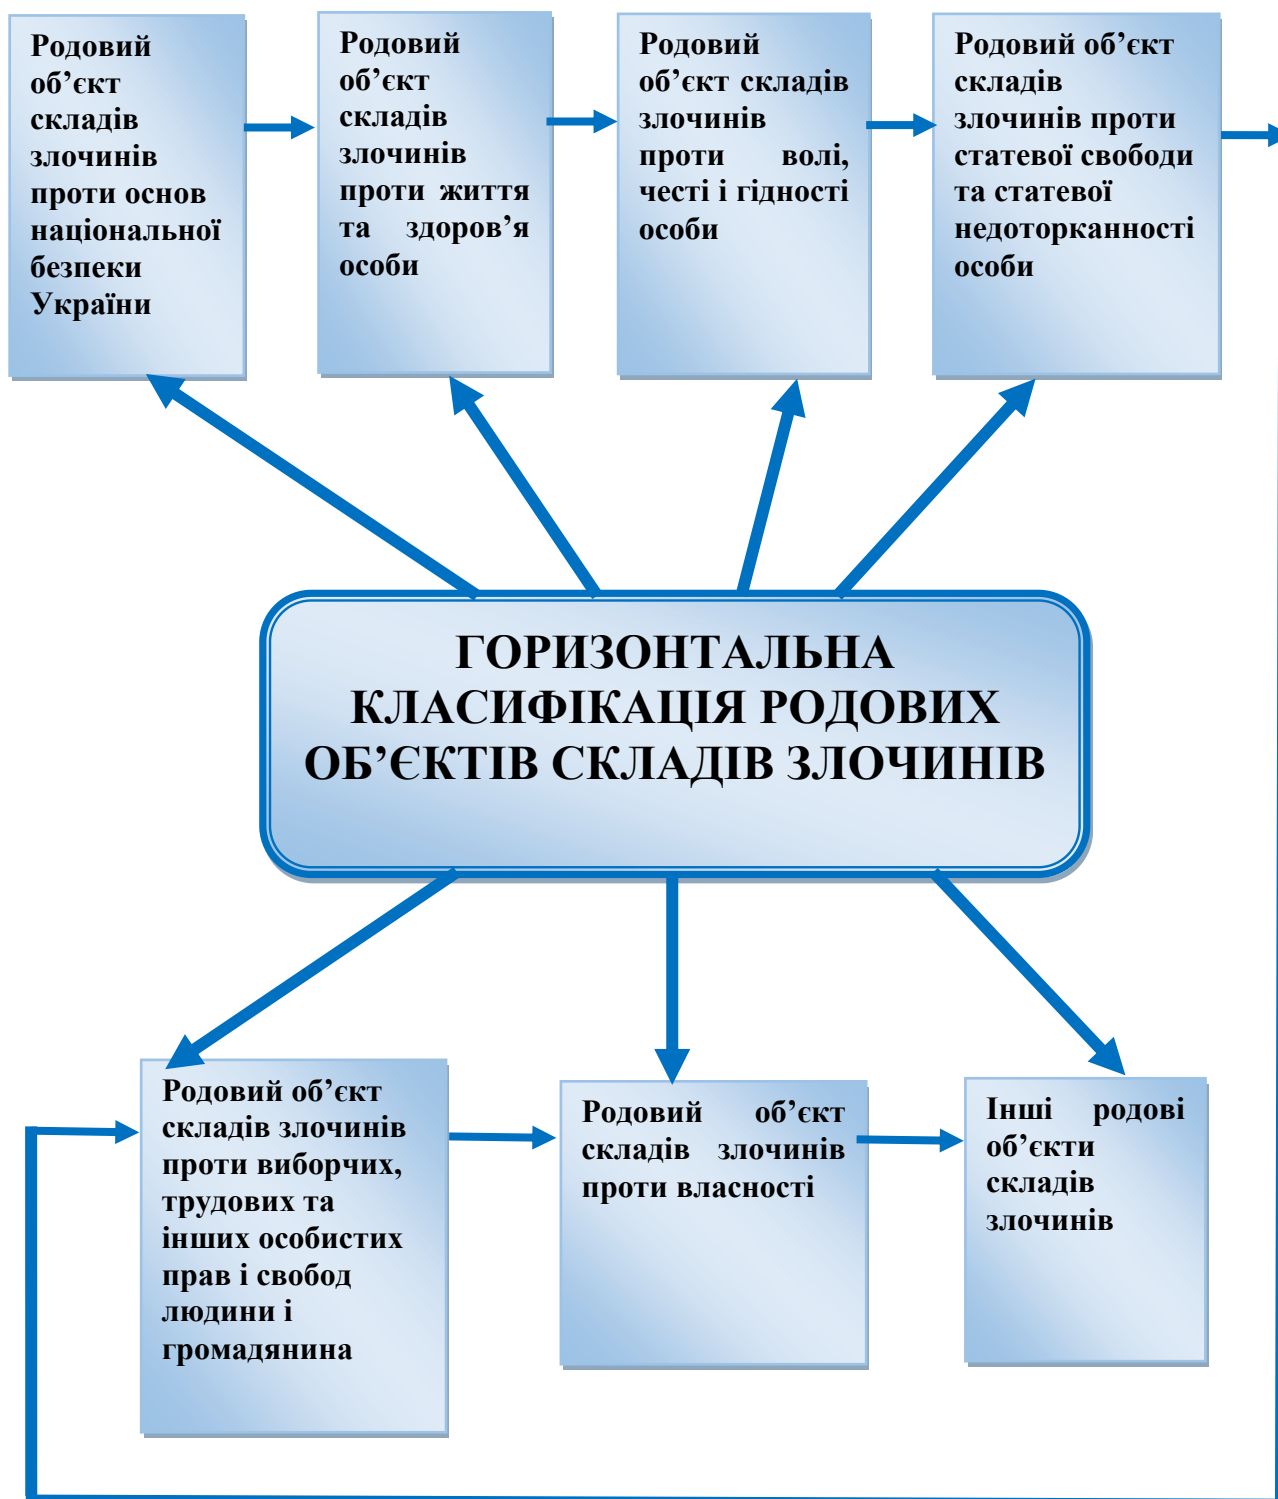 Родовий
об’єкт
складів
злочинів
проти основ
національної
безпеки
України
Родовий
об’єкт
складів
злочинів
проти життя
та здоров’я
особи
Родовий
об’єкт складів
злочинів
проти волі,
честі і гідності
особи
Родовий об’єкт
складів
злочинів проти
статевої свободи
та статевої
недоторканності
особи
ГОРИЗОНТАЛЬНА
КЛАСИФІКАЦІЯ РОДОВИХ
ОБ’ЄКТІВ СКЛАДІВ ЗЛОЧИНІВ
Родовий об’єкт
складів злочинів
проти виборчих,
трудових та
інших особистих
прав і свобод
людини і
громадянина
Родовий об’єкт
складів злочинів
проти власності
Інші родові
об’єкти
складів
злочинів